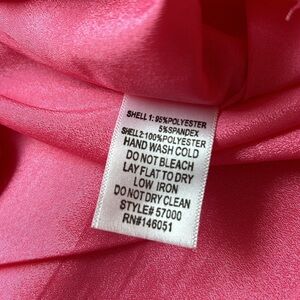 SHELL 1: 95%POLYESTER
5%SPANDEX
SHELL2:100%POLYESTER
HAND WASH COLD
DO NOT BLEACH
LAY FLAT TO DRY
LOW IRON
DO NOT DRY CLEAN
STYLE# 57000
RN#146051